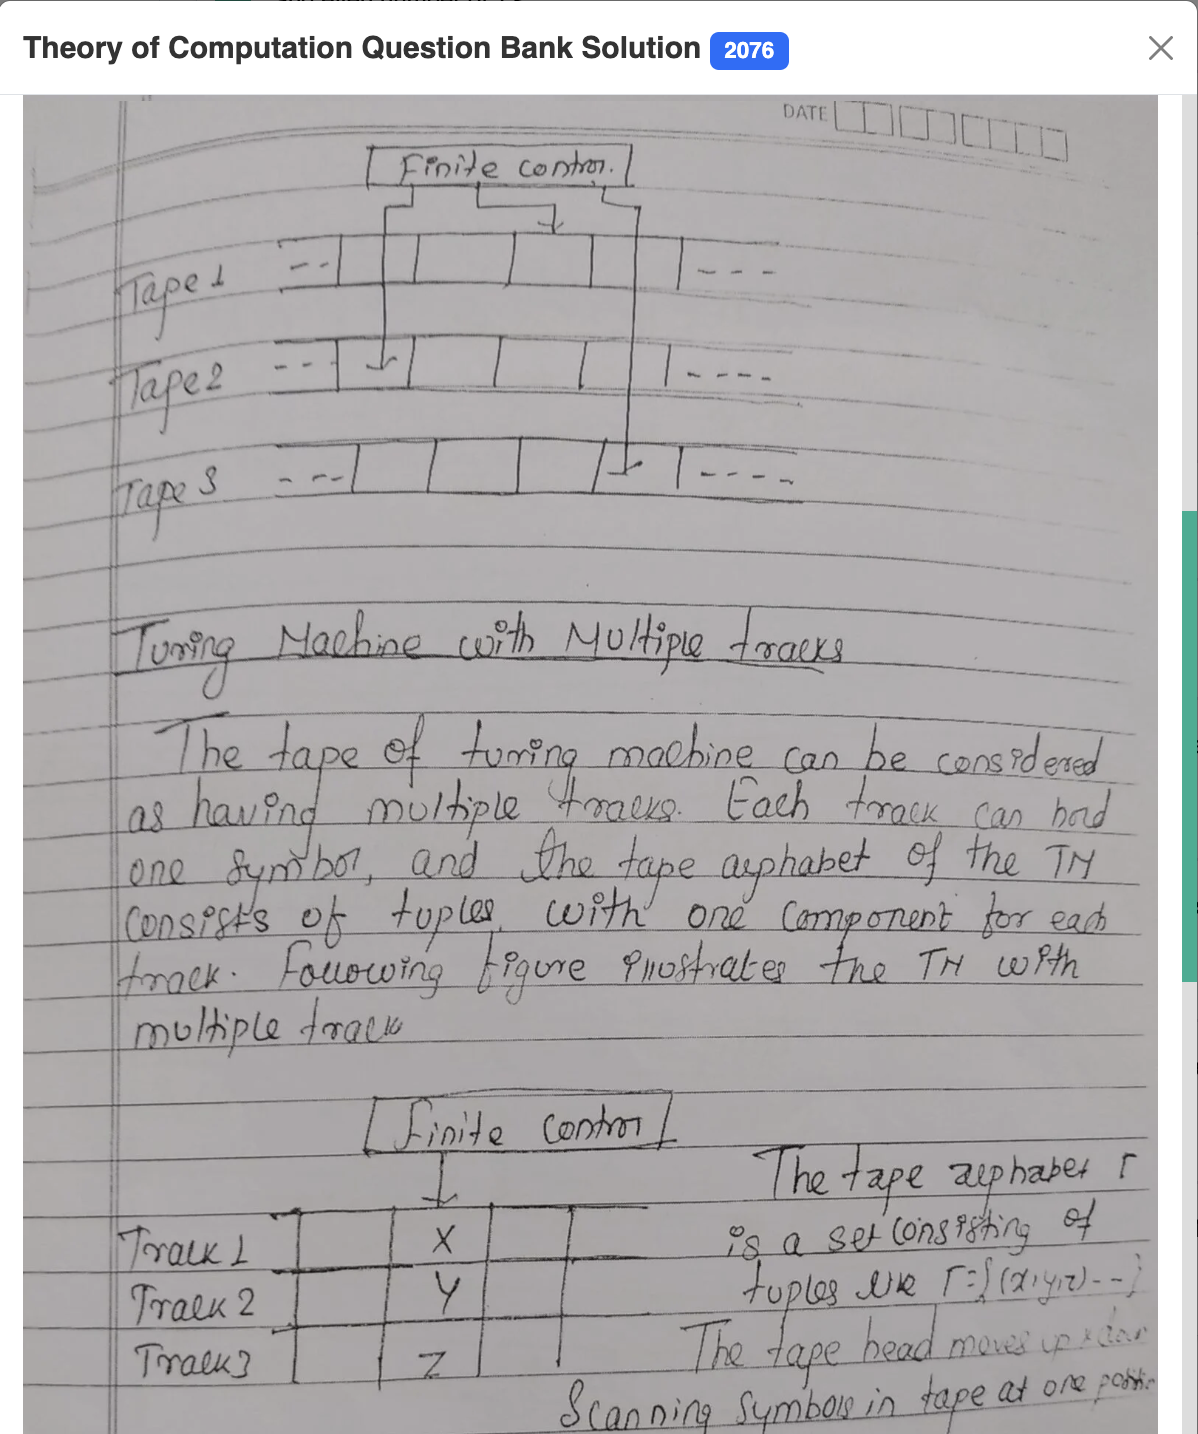 Theory of Computation Question Bank Solution 2076
DATE
Finite control.
Tape 1
Tape 2
Tape 3
Turing Machine with Multiple tracks
The tape of turing machine can be considered
as having multiple tracks. Each track can hold
one symbol, and the tape alphabet of the TM
consists of tuples, with one component for each
track. Following figure illustrates the TM with
multiple track
Finite control
The tape alphabet Γ
Track 1 X is a set consisting of
Track 2 Y tuples like Γ={(x,y,z)---}
Track 3 Z The tape head moves up & down
Scanning symbols in tape at one position